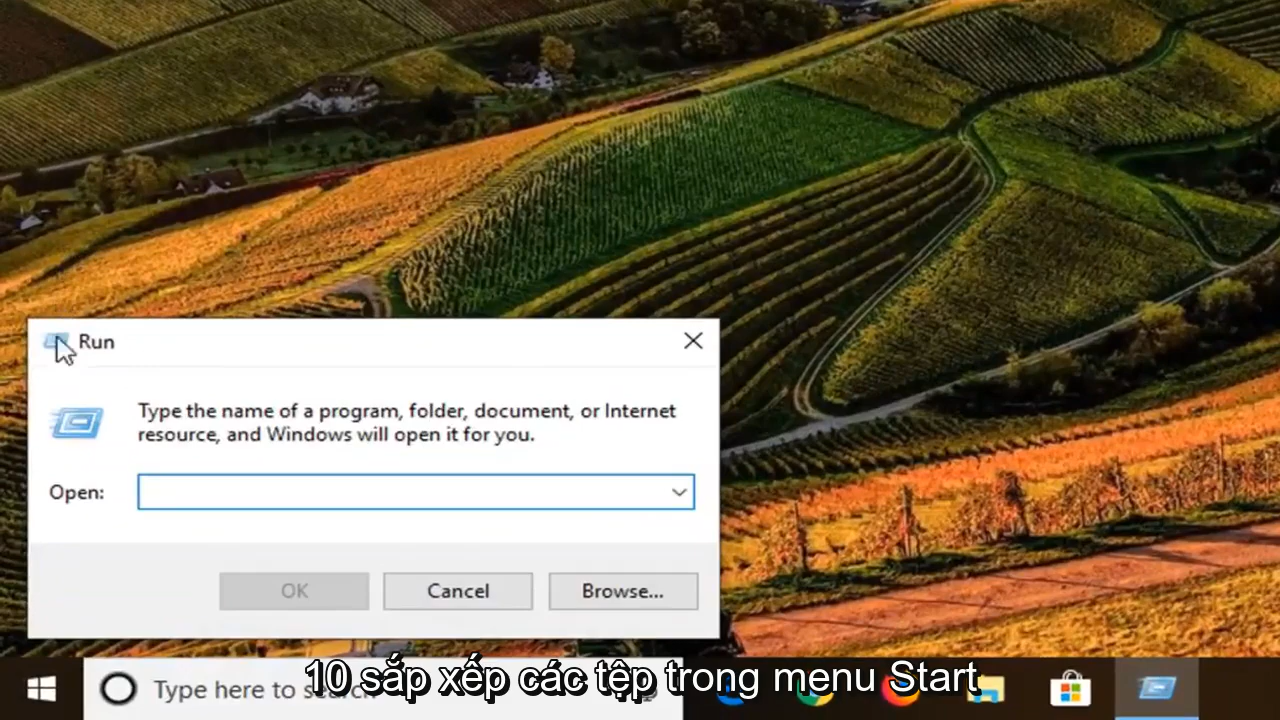 Run
Type the name of a program, folder, document, or Internet
resource, and Windows will open it for you.
Open:
OK
Cancel
Browse...
Type here to search
10 sắp xếp các tệp trong menu Start